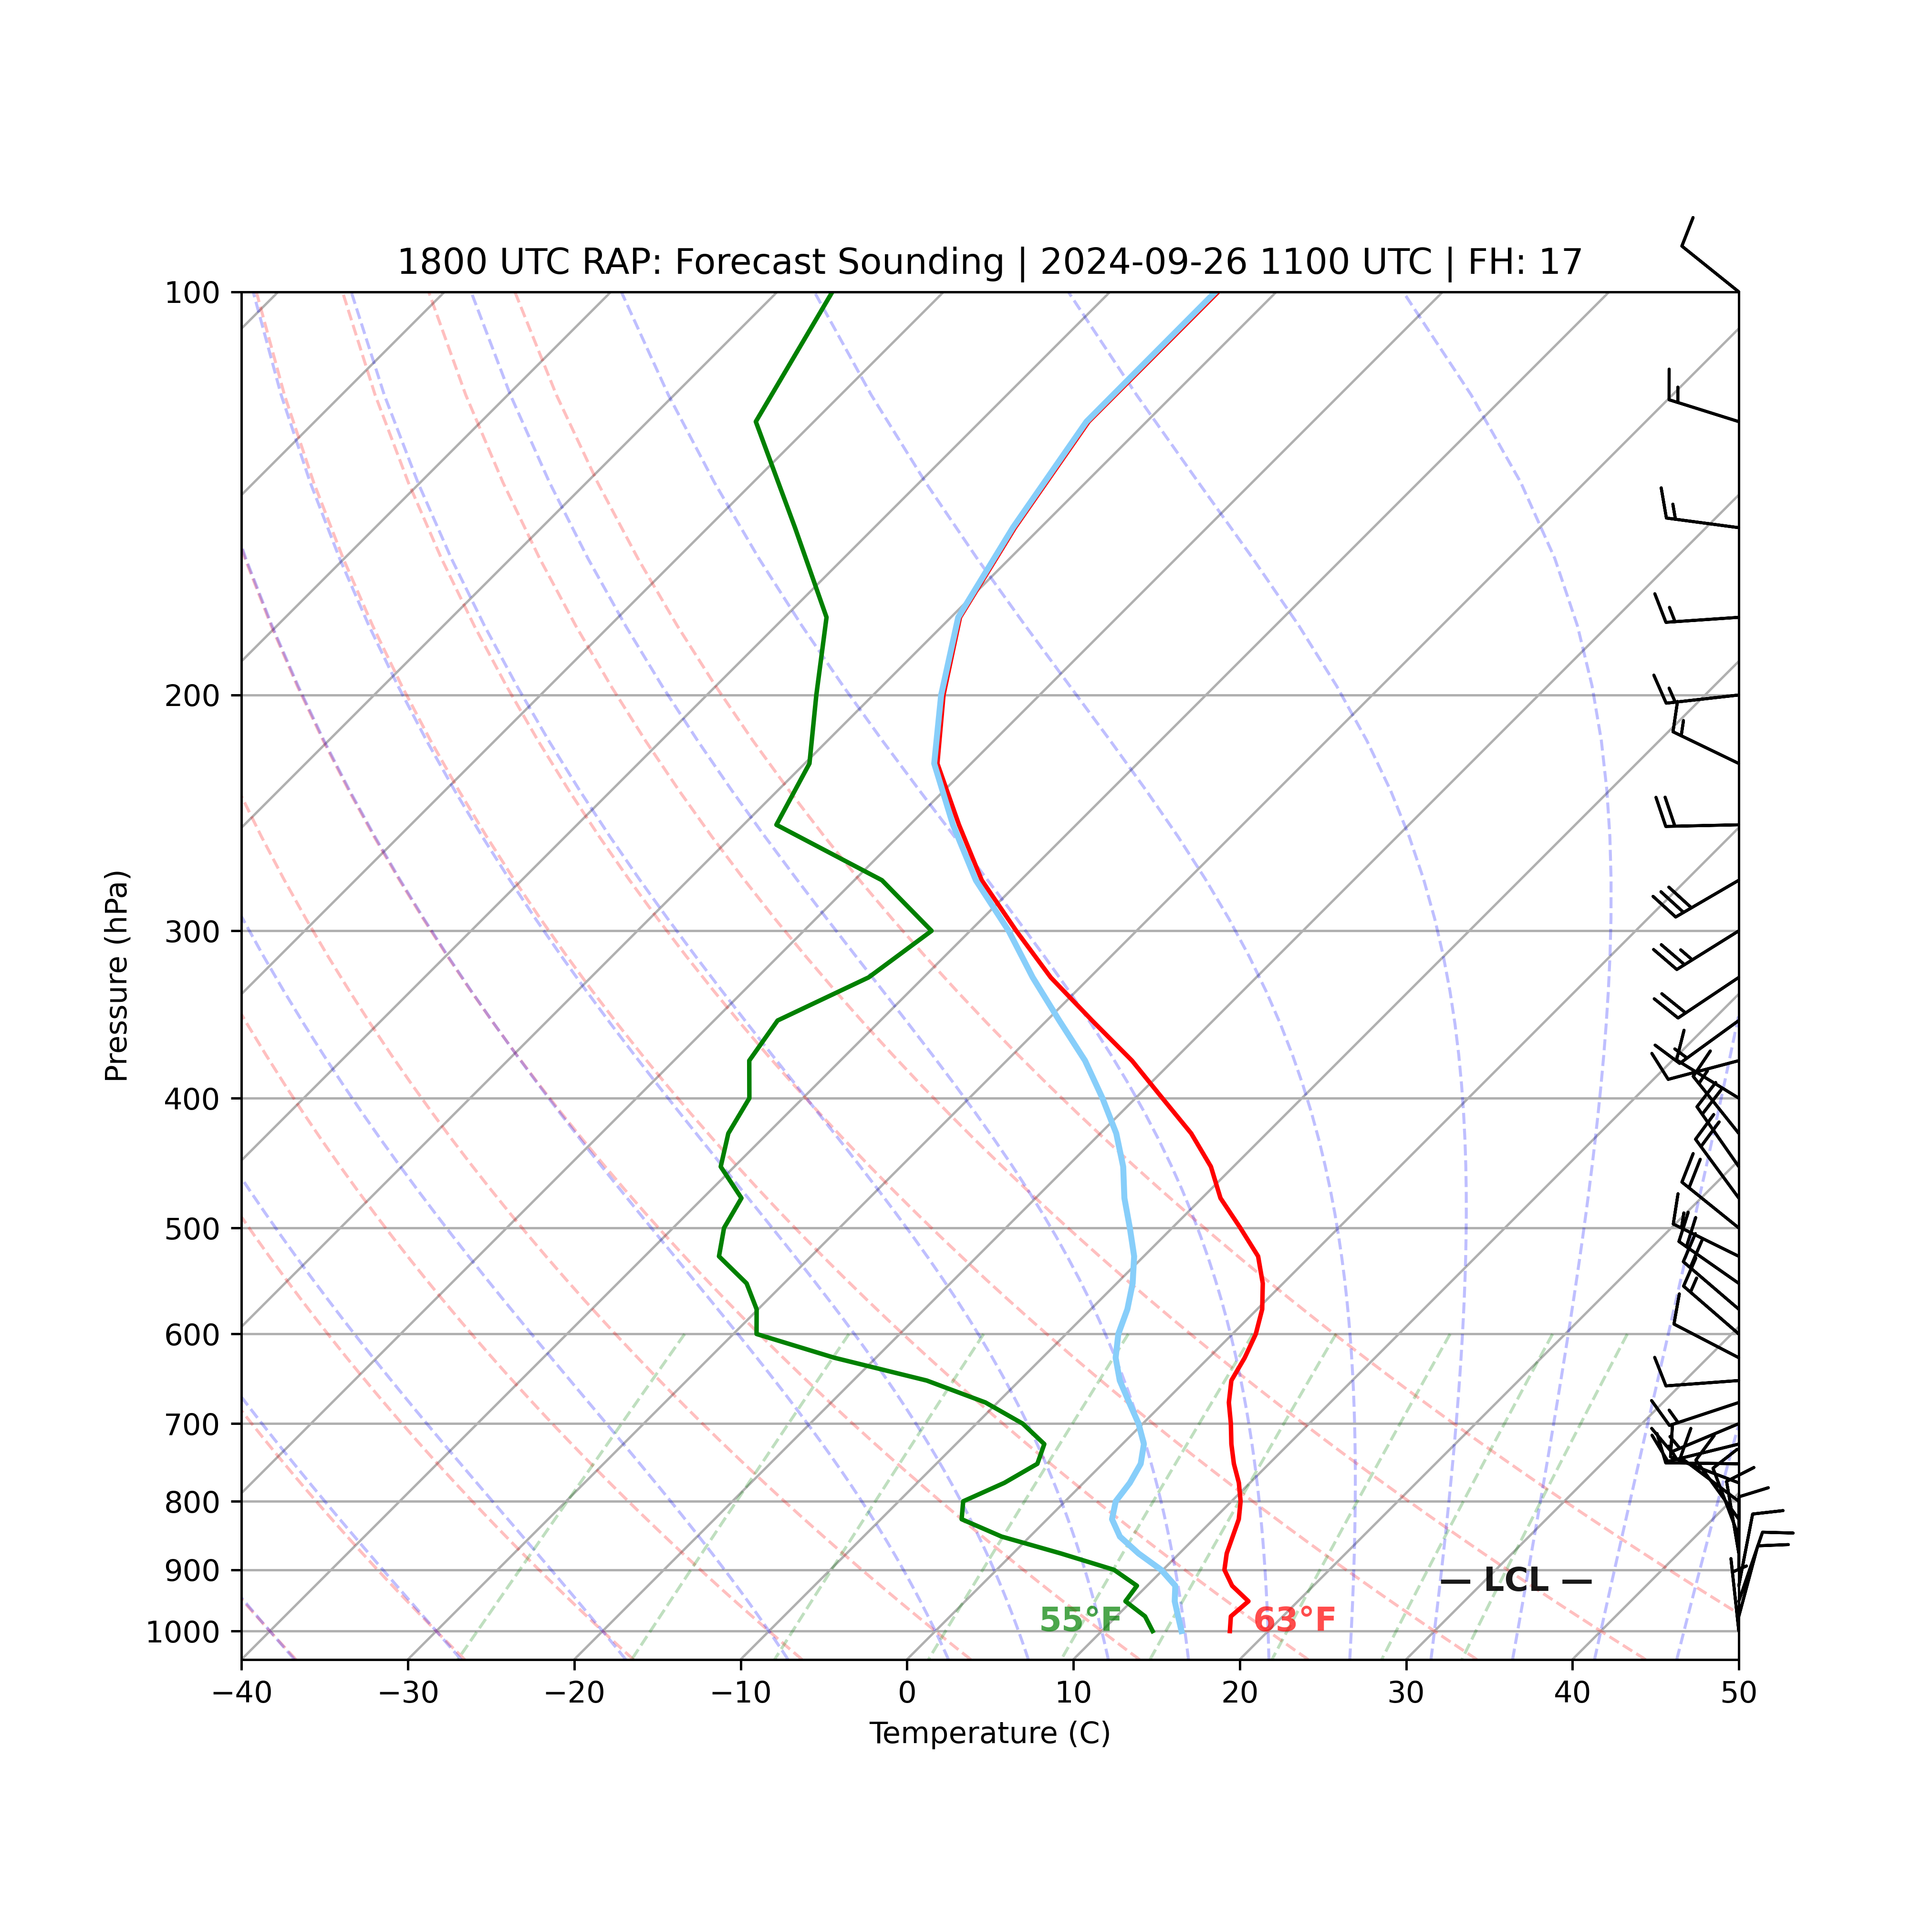 1800 UTC RAP: Forecast Sounding | 2024-09-26 1100 UTC | FH: 17
100
200
300
400
500
600
700
800
900
1000
Pressure (hPa)
— LCL —
55°F
63°F
−40 −30 −20 −10 0 10 20 30 40 50
Temperature (C)